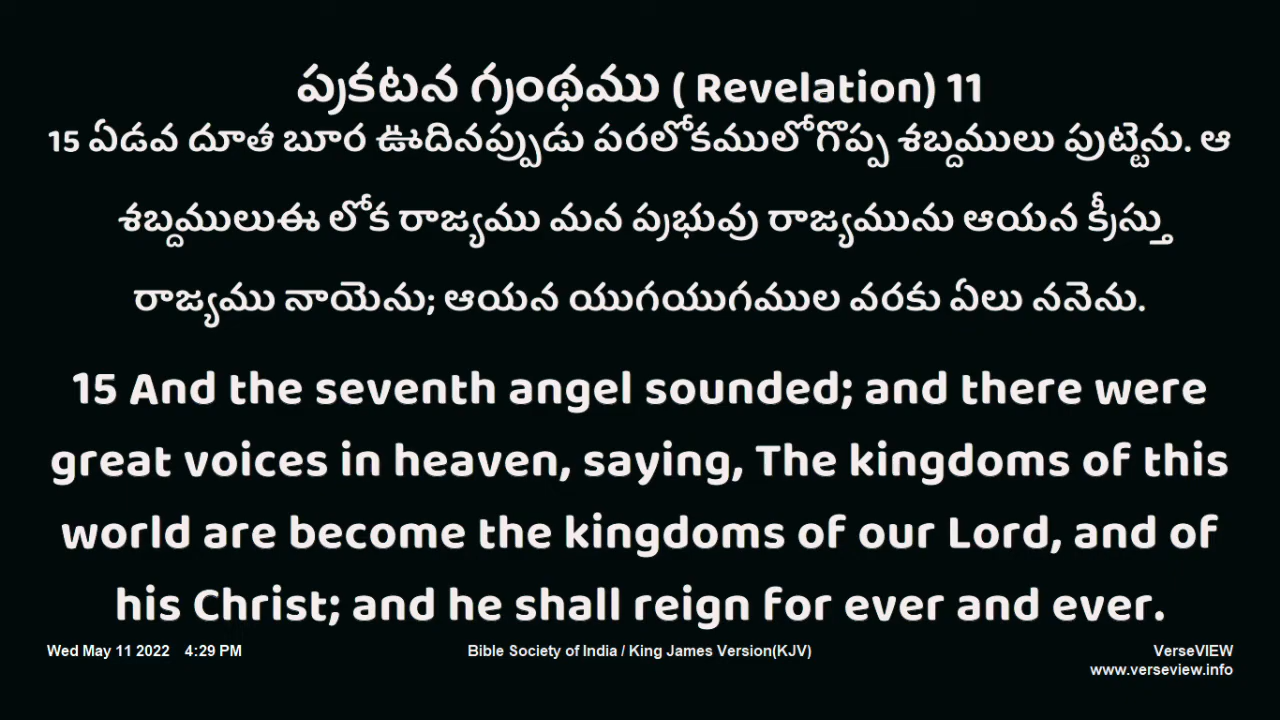 ప్రకటన గ్రంథము ( Revelation) 11
15 ఏడవ దూత బూర ఊదినప్పుడు పరలోకములోగొప్ప శబ్దములు పుట్టెను. ఆ
శబ్దములుఈ లోక రాజ్యము మన ప్రభువు రాజ్యమును ఆయన క్రీస్తు
రాజ్యము నాయెను; ఆయన యుగయుగముల వరకు ఏలు ననెను.
15 And the seventh angel sounded; and there were
great voices in heaven, saying, The kingdoms of this
world are become the kingdoms of our Lord, and of
his Christ; and he shall reign for ever and ever.
Wed May 11 2022 4:29 PM
Bible Society of India / King James Version(KJV)
VerseVIEW
www.verseview.info